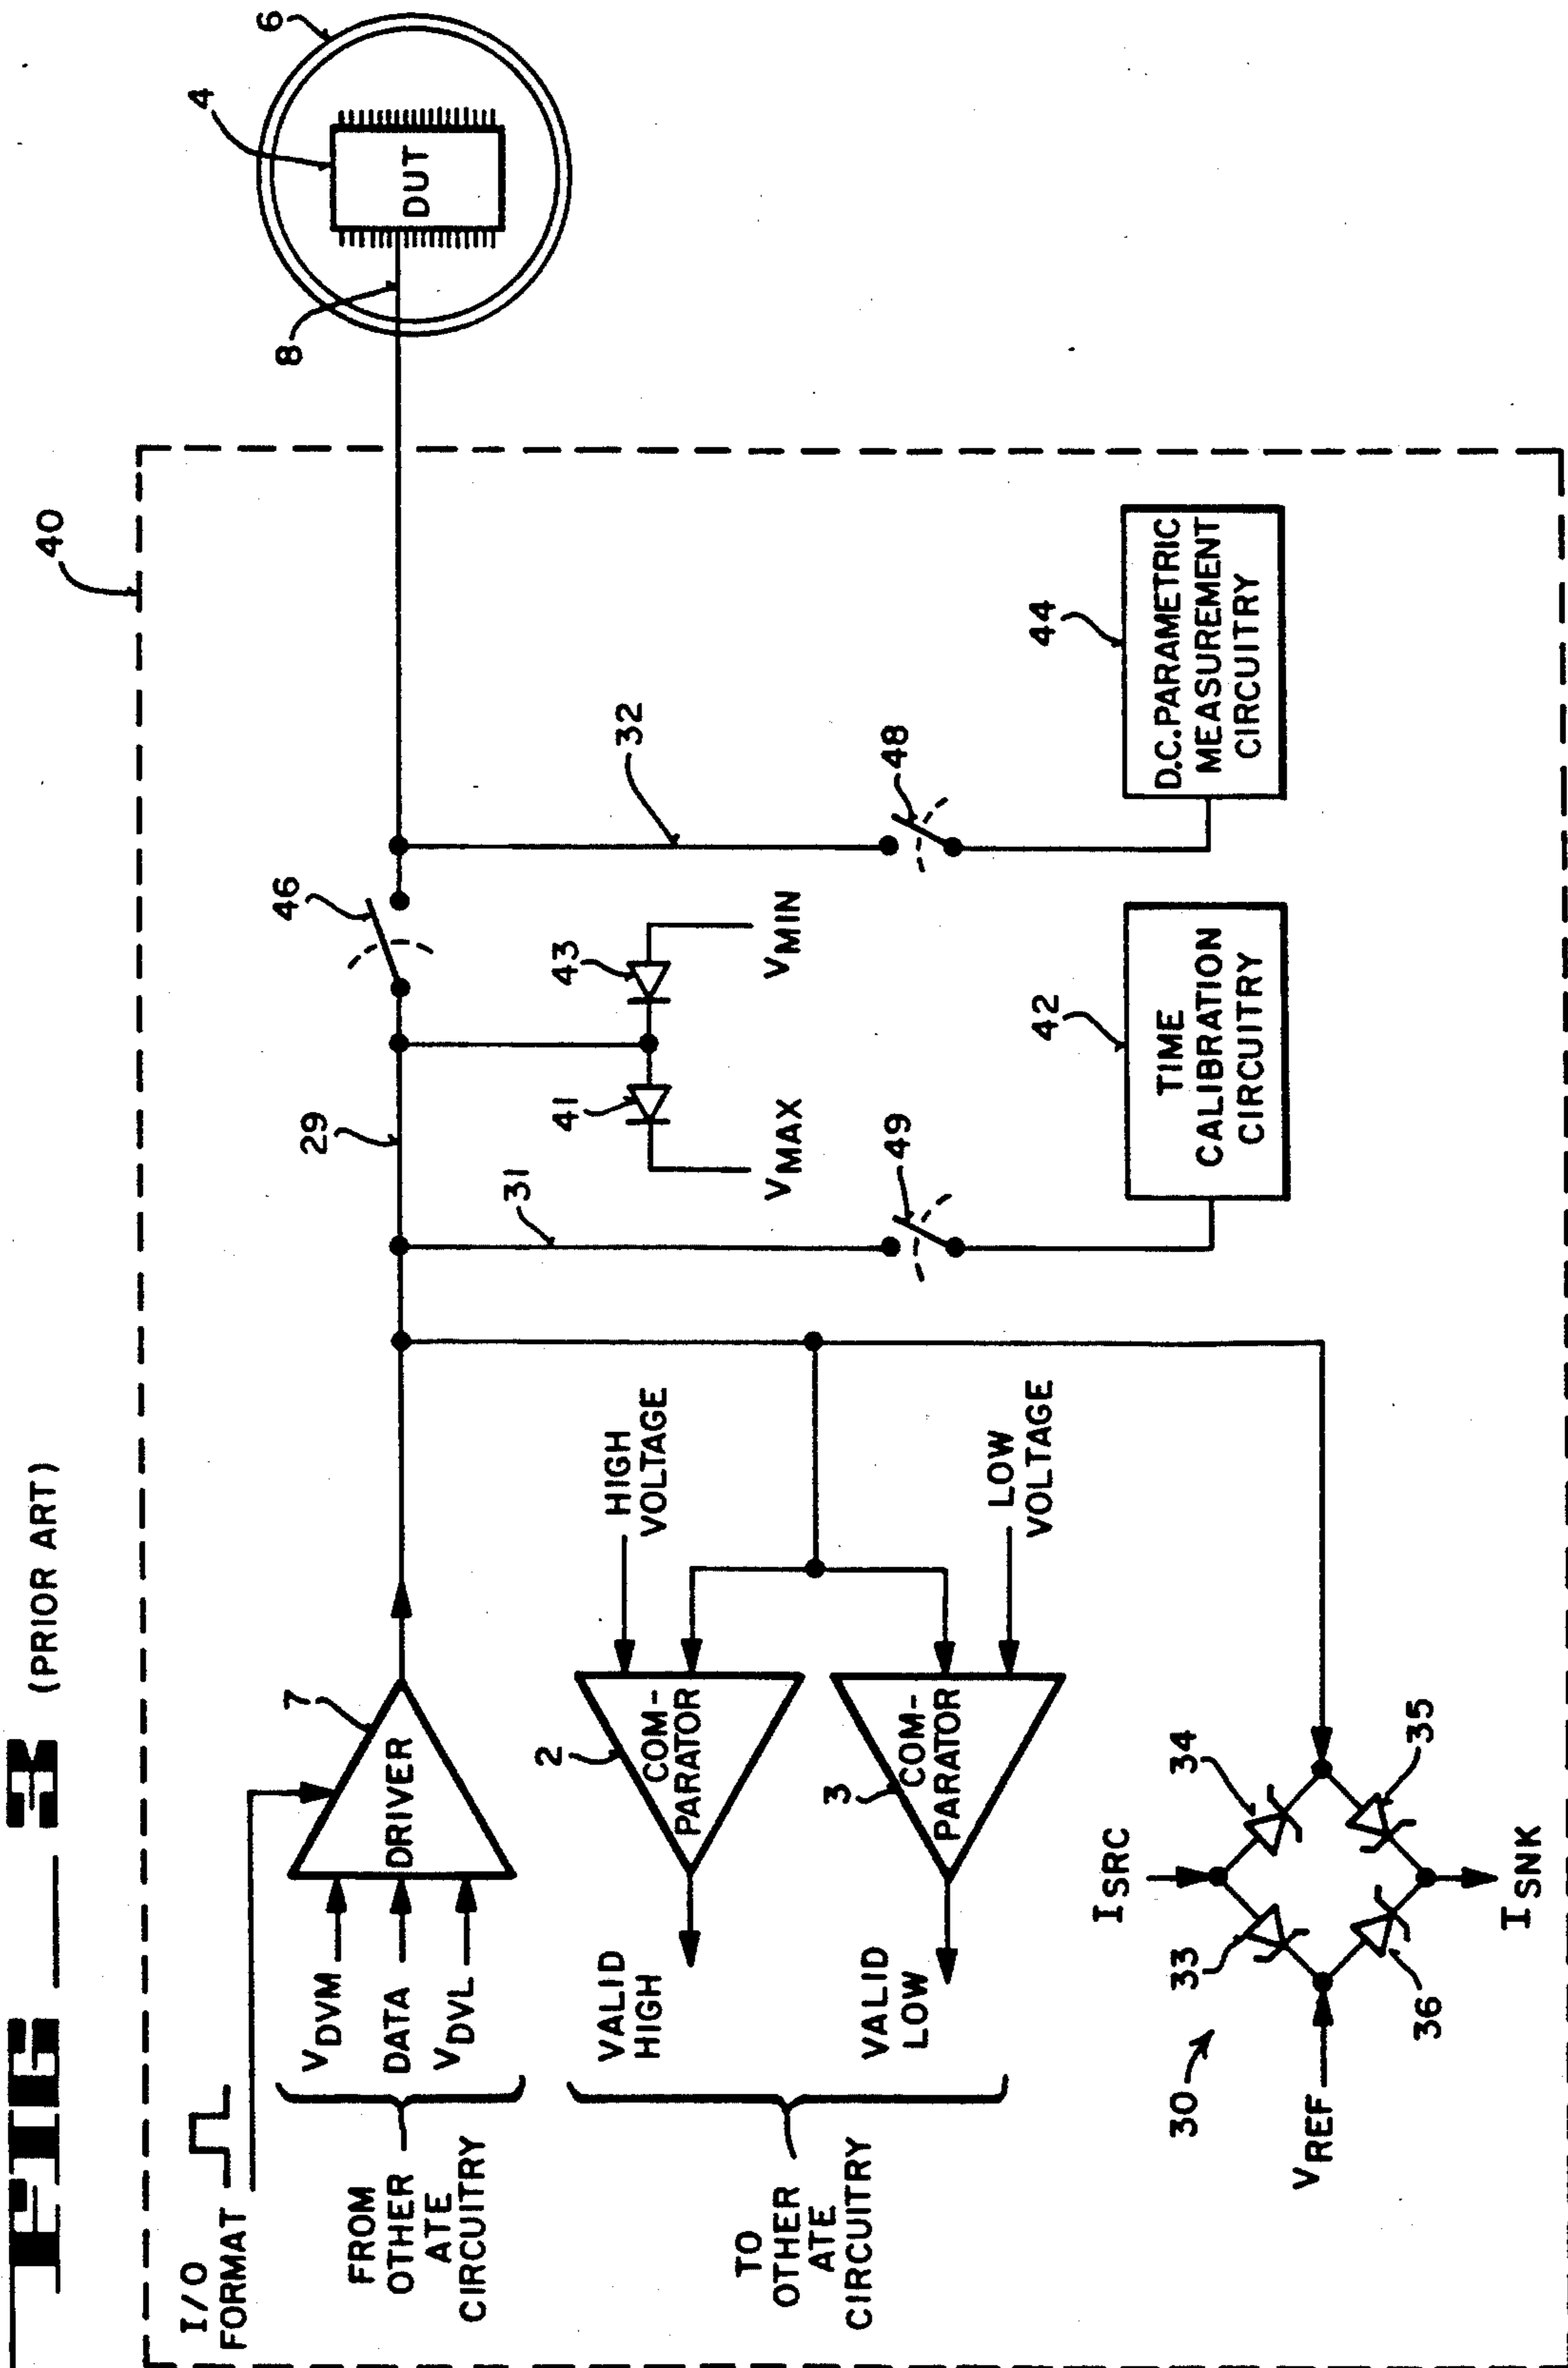 FIG__3 (PRIOR ART)
40
6
4
DUT
8
I/O
FORMAT
7
DRIVER
VDVM
DATA
VDVL
FROM
OTHER
ATE
CIRCUITRY
29
46
31
41
43
VMAX
VMIN
32
HIGH
VOLTAGE
2
COM-
PARATOR
VALID
HIGH
LOW
VOLTAGE
3
COM-
PARATOR
VALID
LOW
TO
OTHER
ATE
CIRCUITRY
49
48
42
TIME
CALIBRATION
CIRCUITRY
44
D.C. PARAMETRIC
MEASUREMENT
CIRCUITRY
30
ISRC
33
34
VREF
36
35
ISNK